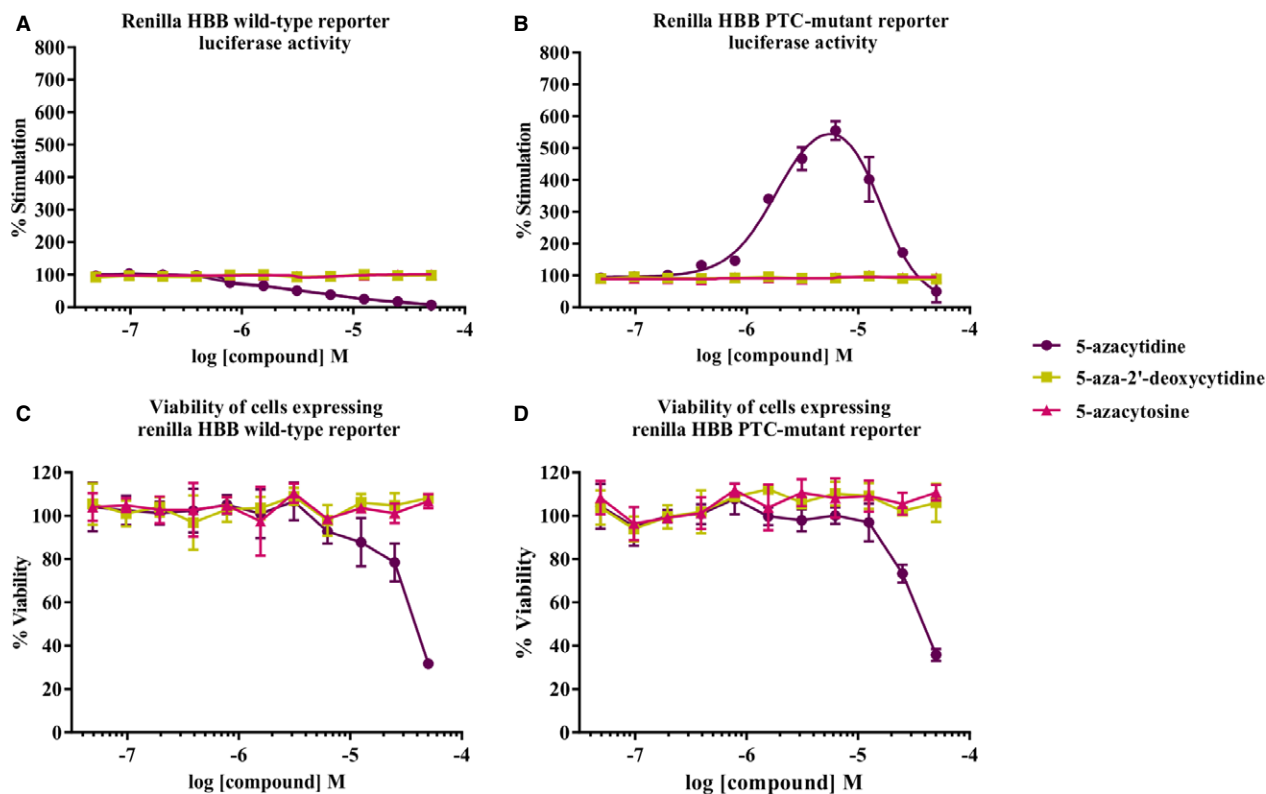 A
Renilla HBB wild-type reporter
luciferase activity
% Stimulation
800
700
600
500
400
300
200
100
0
-7
-6
-5
-4
log [compound] M
B
Renilla HBB PTC-mutant reporter
luciferase activity
% Stimulation
800
700
600
500
400
300
200
100
0
-7
-6
-5
-4
log [compound] M
5-azacytidine
5-aza-2'-deoxycytidine
5-azacytosine
C
Viability of cells expressing
renilla HBB wild-type reporter
% Viability
120
100
80
60
40
20
0
-7
-6
-5
-4
log [compound] M
D
Viability of cells expressing
renilla HBB PTC-mutant reporter
% Viability
120
100
80
60
40
20
0
-7
-6
-5
-4
log [compound] M